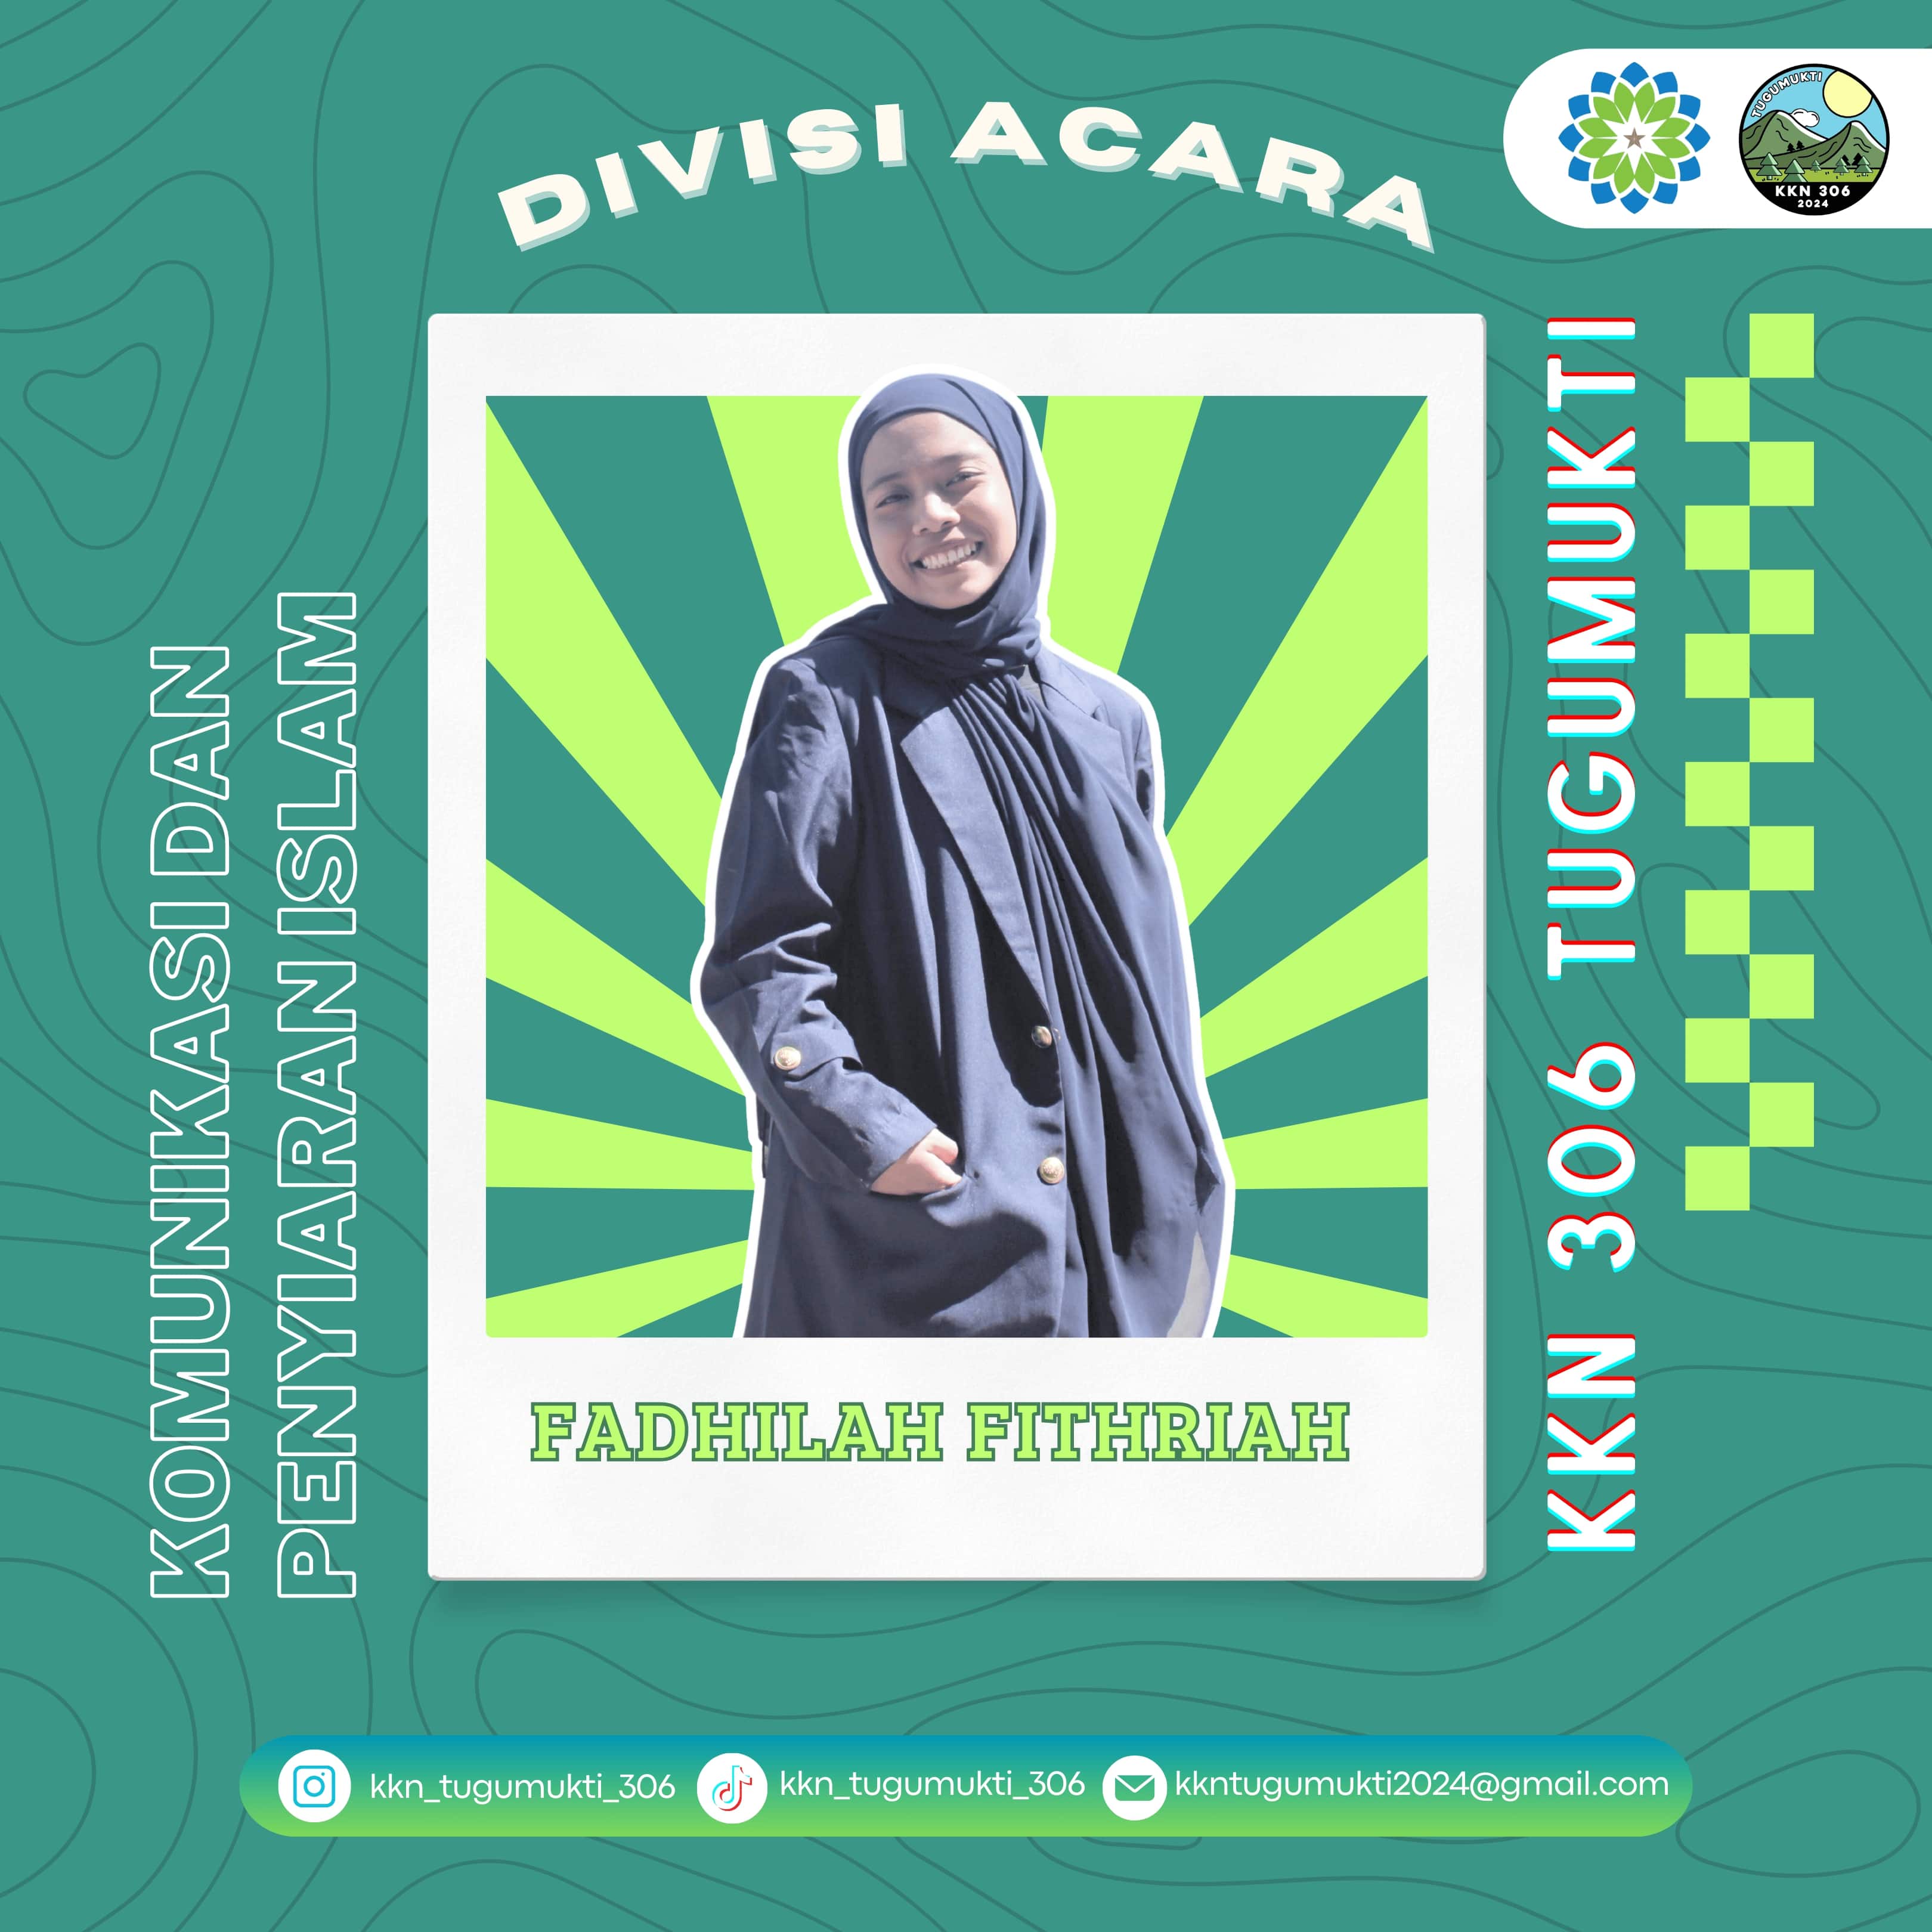 DIVISI ACARA
TUGUMUKTI
KKN 306
2024
KOMUNIKASI DAN
PENYIARAN ISLAM
FADHILAH FITHRIAH
KKN 306 TUGUMUKTI
kkn_tugumukti_306
kkn_tugumukti_306
kkntugumukti2024@gmail.com